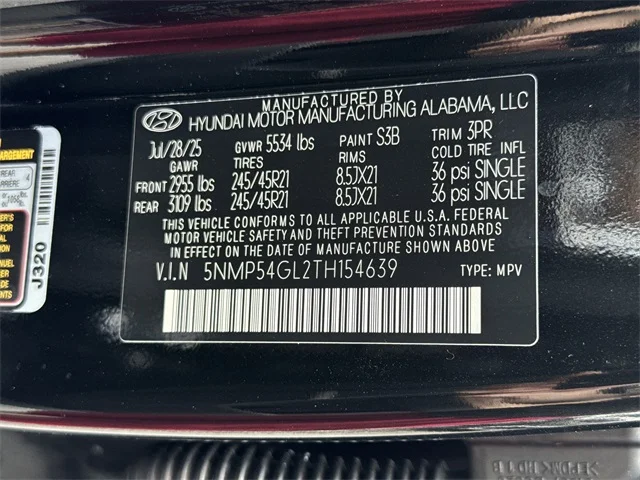 MANUFACTURED BY
HYUNDAI MOTOR MANUFACTURING ALABAMA, LLC
Jul/28/25 GVWR 5534 lbs PAINT S3B TRIM 3PR
GAWR TIRES RIMS COLD TIRE INFL
FRONT 2955 lbs 245/45R21 8.5JX21 36 psi SINGLE
REAR 3109 lbs 245/45R21 8.5JX21 36 psi SINGLE
THIS VEHICLE CONFORMS TO ALL APPLICABLE U.S.A. FEDERAL
MOTOR VEHICLE SAFETY AND THEFT PREVENTION STANDARDS
IN EFFECT ON THE DATE OF MANUFACTURE SHOWN ABOVE.
V.I.N 5NMP54GL2TH154639 TYPE: MPV
REAR
J320